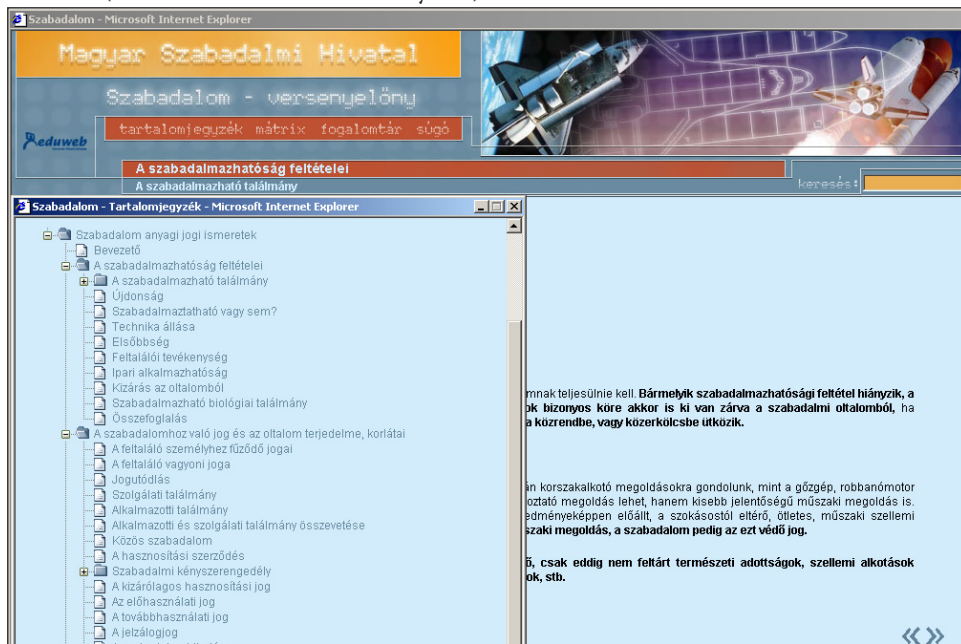 Szabadalom - Microsoft Internet Explorer
Magyar Szabadalmi Hivatal
Szabadalom - versenyelőny
tartalomjegyzék mátrix fogalomtár súgó
eduweb
A szabadalmazhatóság feltételei
A szabadalmazható találmány
keresés:
Szabadalom - Tartalomjegyzék - Microsoft Internet Explorer
Szabadalom anyagi jogi ismeretek
Bevezető
A szabadalmazhatóság feltételei
A szabadalmazható találmány
Újdonság
Szabadalmaztatható vagy sem?
Technika állása
Elsőbbség
Feltalálói tevékenység
Ipari alkalmazhatóság
Kizárás az oltalomból
Szabadalmazható biológiai találmány
Összefoglalás
A szabadalomhoz való jog és az oltalom terjedelme, korlátai
A feltaláló személyhez fűződő jogai
A feltaláló vagyoni joga
Jogutódlás
Szolgálati találmány
Alkalmazotti találmány
Alkalmazotti és szolgálati találmány összevetése
Közös szabadalom
A hasznosítási szerződés
Szabadalmi kényszerengedély
A kizárólagos hasznosítási jog
Az előhasználati jog
A továbbhasználati jog
A jelzálogjog
mnak teljesülnie kell. Bármelyik szabadalmazhatósági feltétel hiányzik, a
ok bizonyos köre akkor is ki van zárva a szabadalmi oltalomból, ha
a közrendbe, vagy közerkölcsbe ütközik.
án korszakalkotó megoldásokra gondolunk, mint a gőzgép, robbanómotor
oztató megoldás lehet, hanem kisebb jelentőségű műszaki megoldás is.
edményeképpen előállt, a szokásostól eltérő, ötletes, műszaki szellemi
szaki megoldás, a szabadalom pedig az ezt védő jog.
ő, csak eddig nem feltárt természeti adottságok, szellemi alkotások
ok, stb.